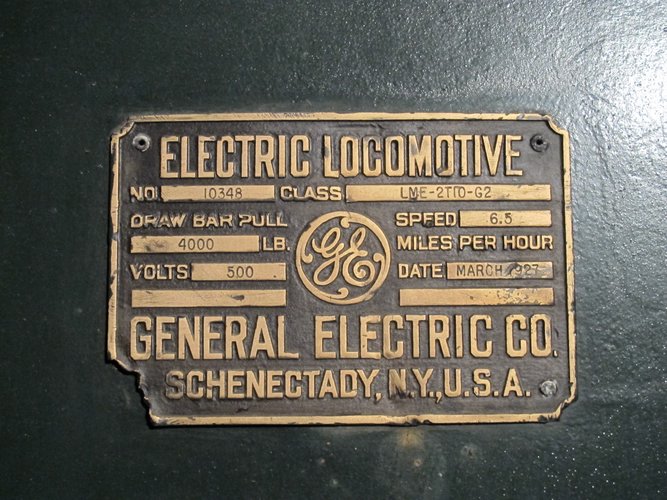 ELECTRIC LOCOMOTIVE
NO. 10348 CLASS LME-2TTO-G2
DRAW BAR PULL SPEED 6.5
4000 LB. GE MILES PER HOUR
VOLTS 500 DATE MARCH 1927
GENERAL ELECTRIC CO.
SCHENECTADY, N.Y., U.S.A.